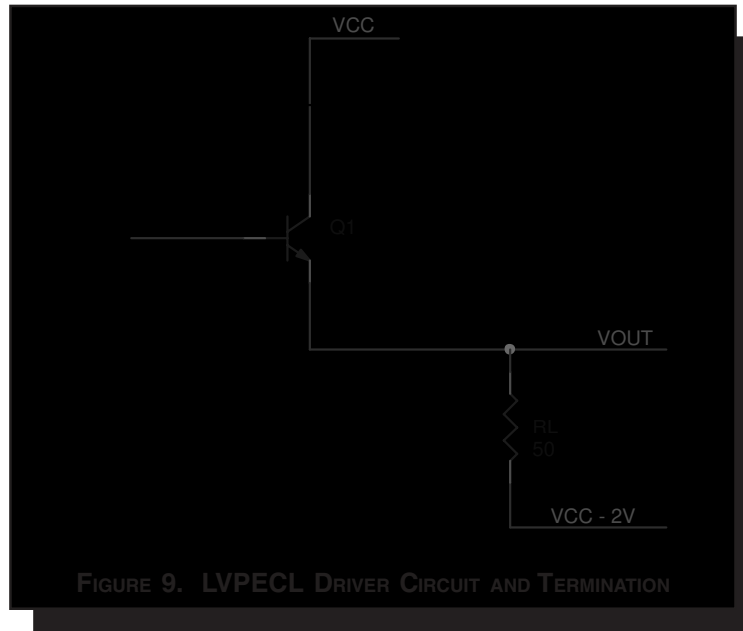 VCC
Q1
VOUT
RL
50
VCC - 2V
FIGURE 9. LVPECL DRIVER CIRCUIT AND TERMINATION